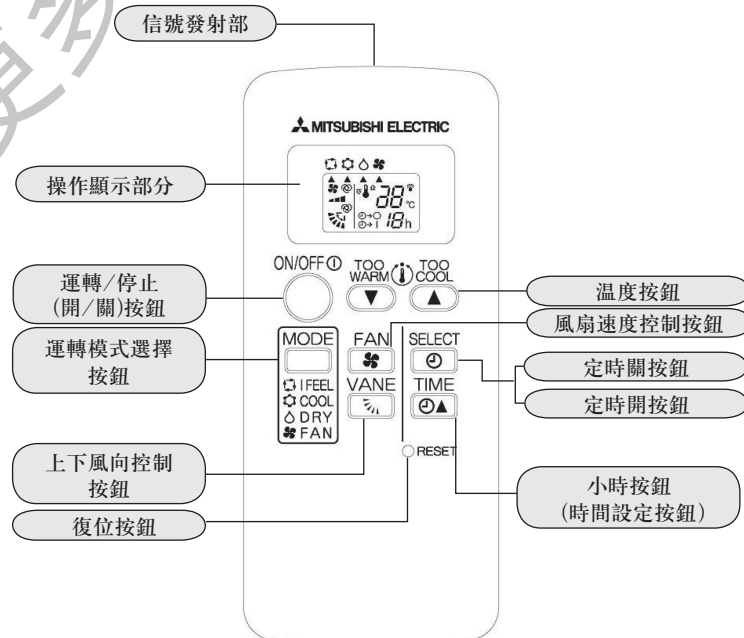 更多
信號發射部
MITSUBISHI ELECTRIC
操作顯示部分
28℃
18h
ON/OFF
TOO WARM
TOO COOL
運轉/停止
(開/關)按鈕
温度按鈕
風扇速度控制按鈕
運轉模式選擇
按鈕
MODE
FAN
SELECT
定時關按鈕
定時開按鈕
I FEEL
COOL
DRY
FAN
VANE
TIME
RESET
上下風向控制
按鈕
小時按鈕
(時間設定按鈕)
復位按鈕